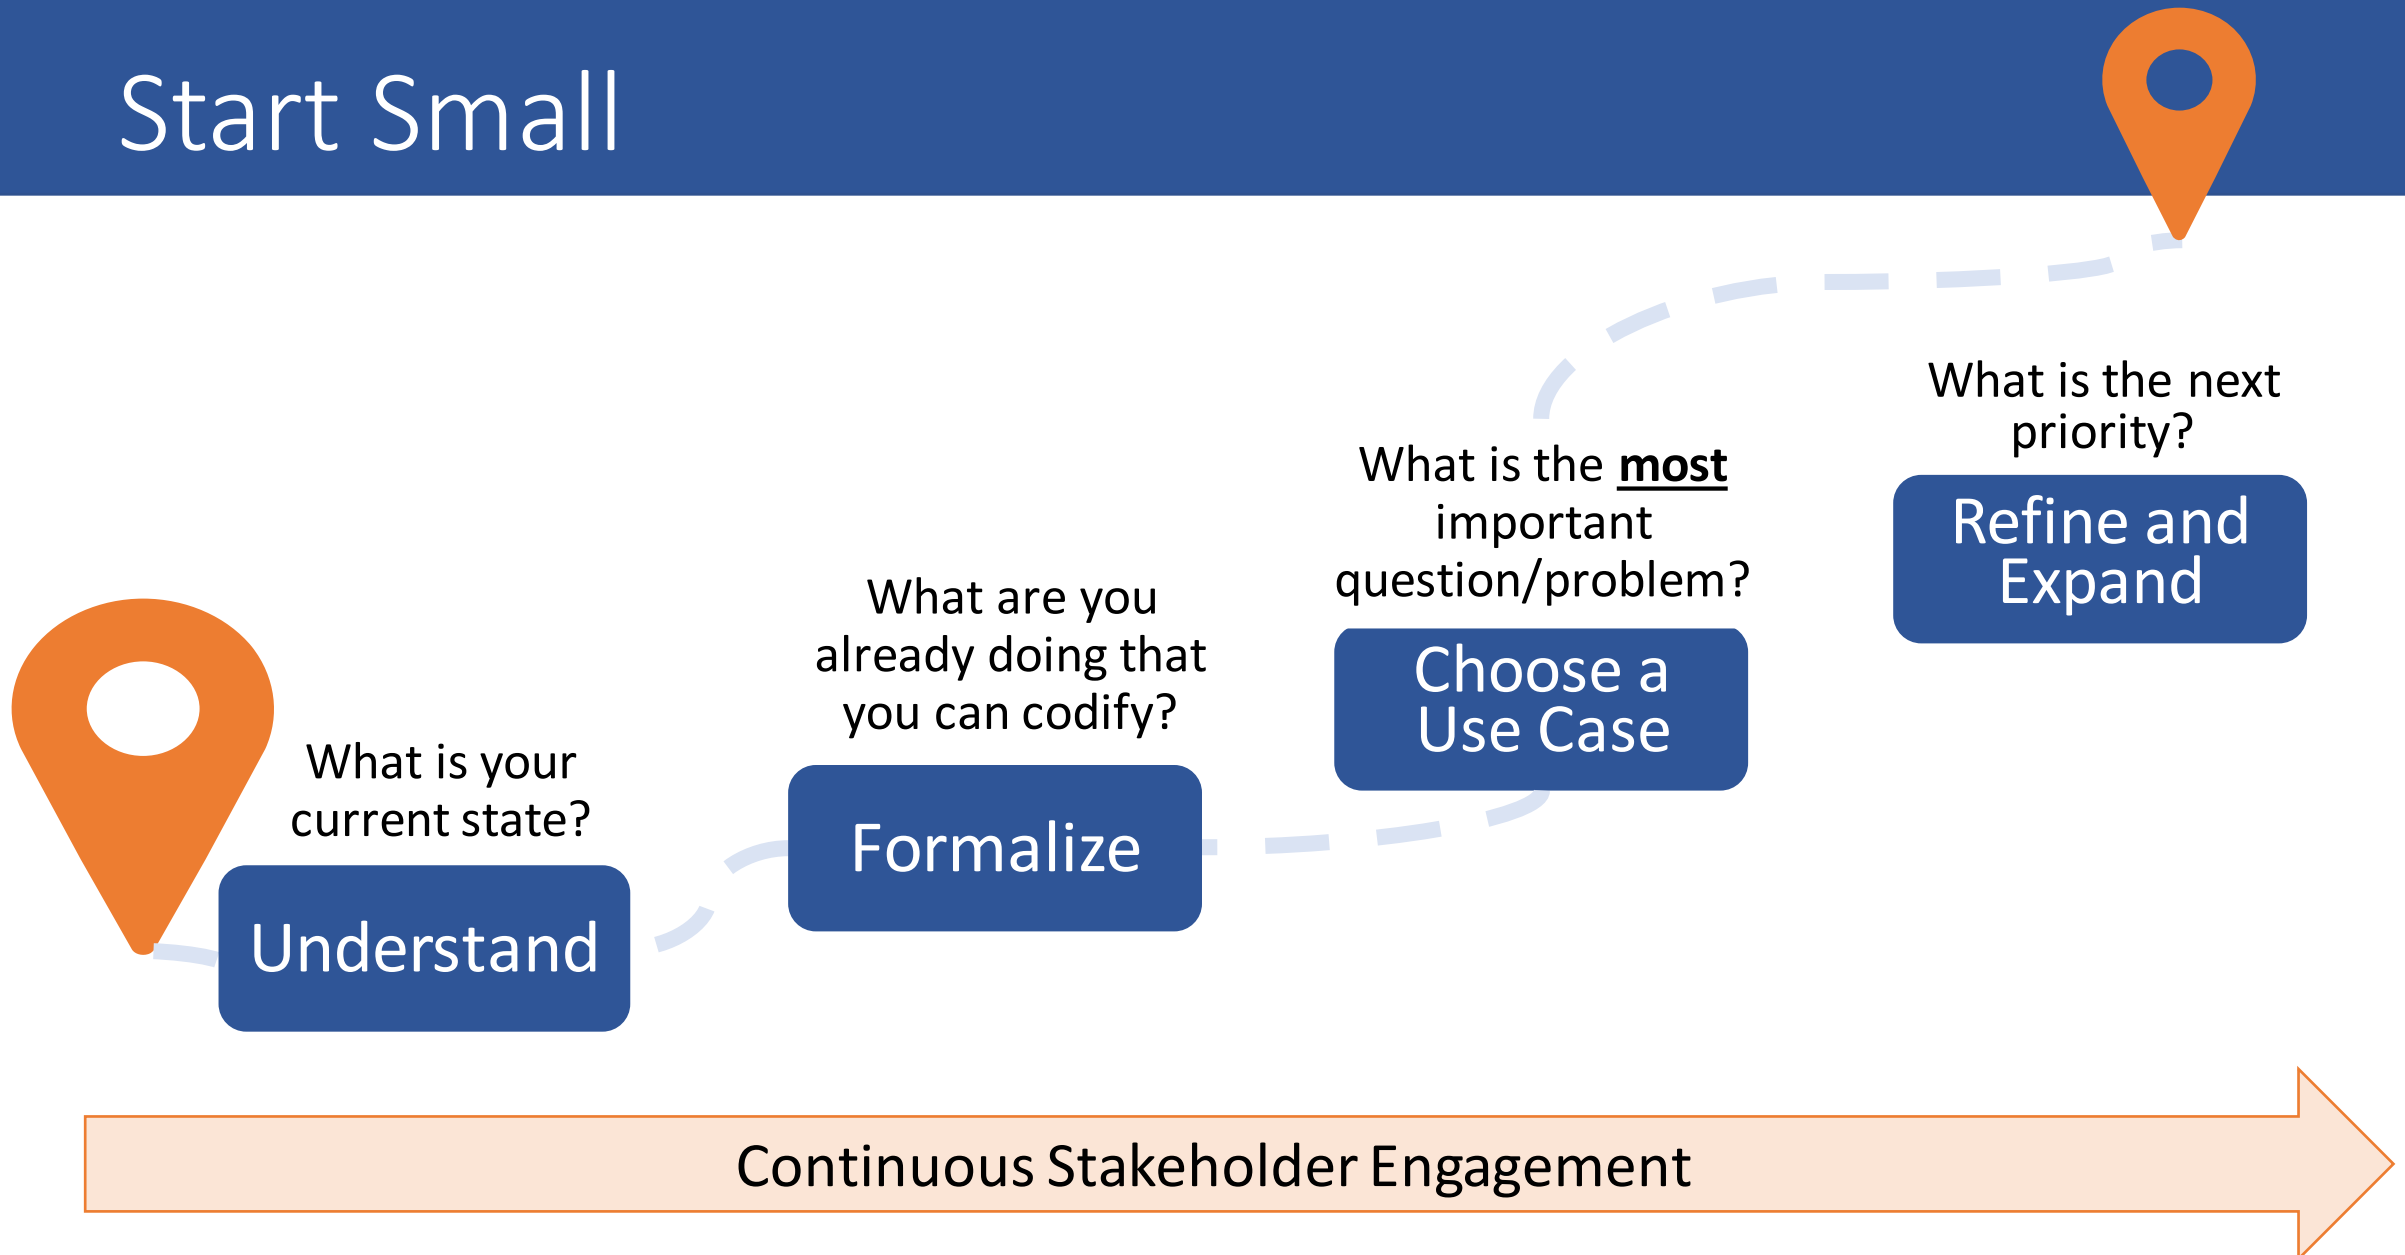 Start Small
What is your
current state?
Understand
What are you
already doing that
you can codify?
Formalize
What is the most
important
question/problem?
Choose a
Use Case
What is the next
priority?
Refine and
Expand
Continuous Stakeholder Engagement